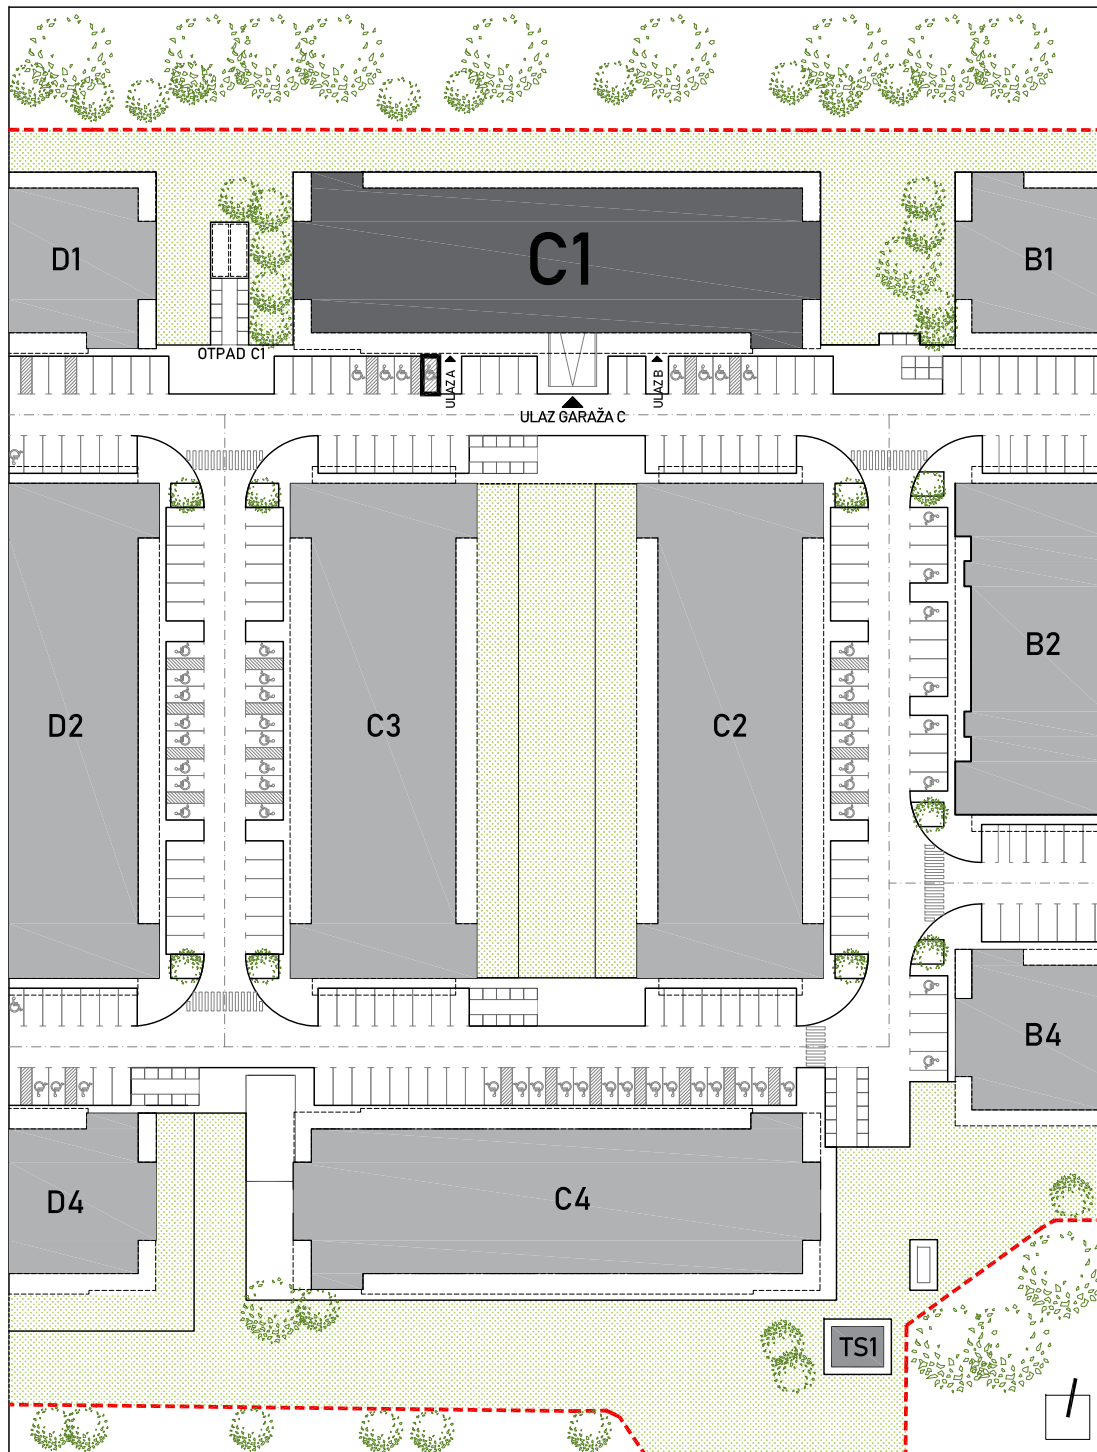 D1
C1
B1
OTPAD C1
ULAZ A
ULAZ B
ULAZ GARAŽA C
D2
C3
C2
B2
B4
D4
C4
TS1